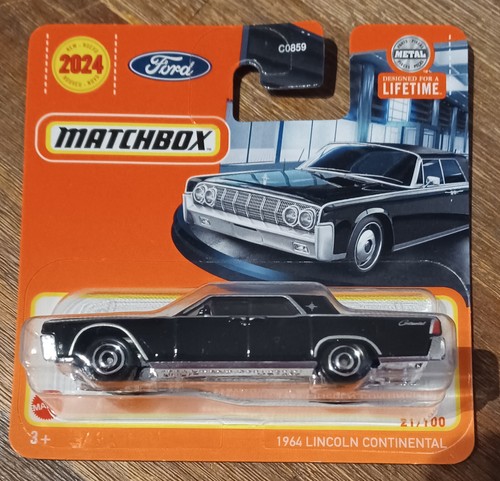 2024
Ford
C0859
METAL
DESIGNED FOR A
LIFETIME.
MATCHBOX
Continental
21/100
3+
1964 LINCOLN CONTINENTAL